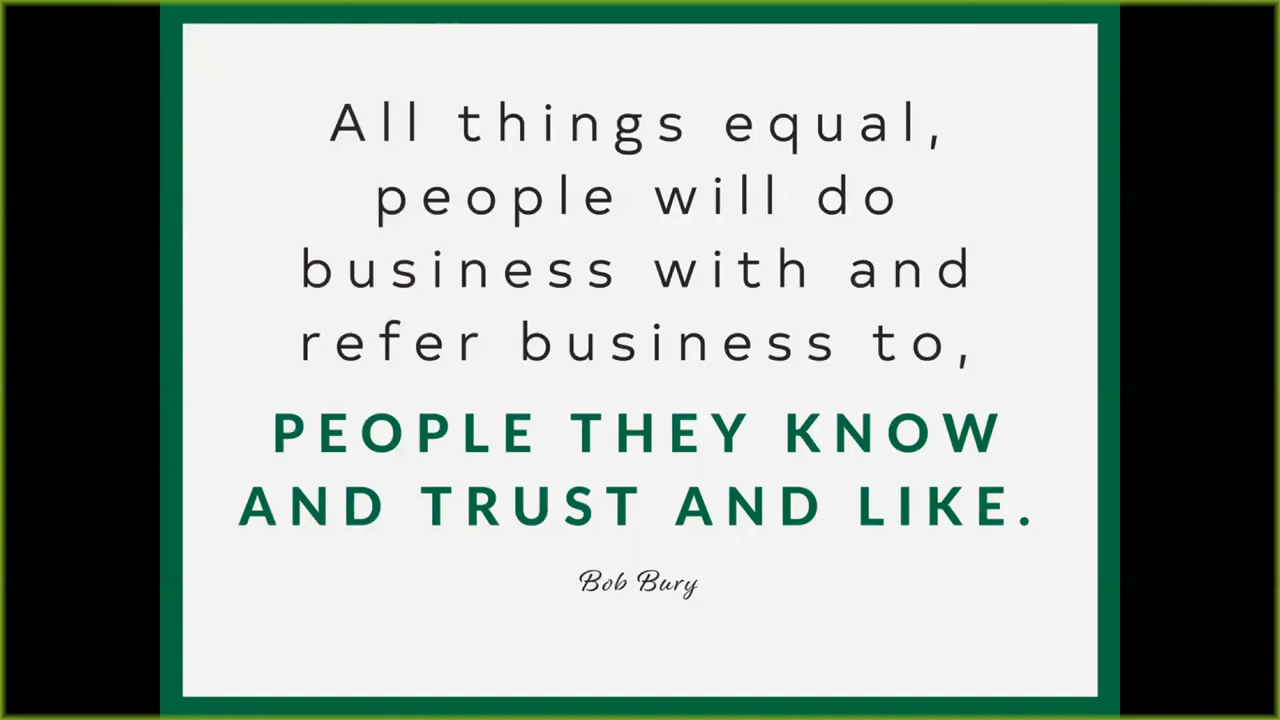 All things equal,
people will do
business with and
refer business to,
PEOPLE THEY KNOW
AND TRUST AND LIKE.
Bob Bury